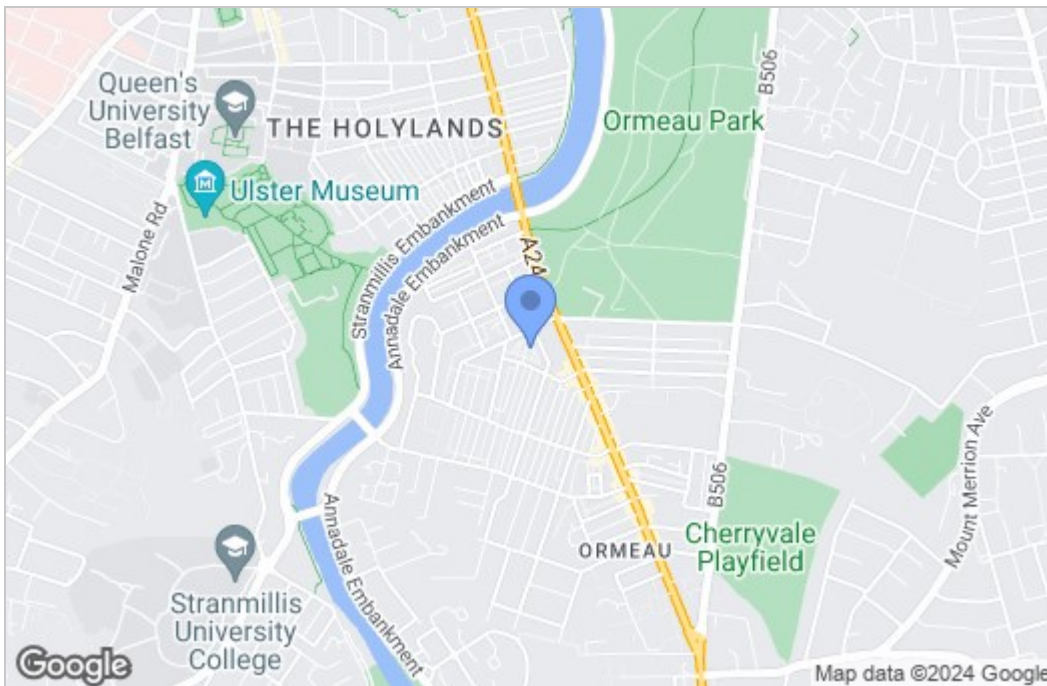 Queen's
University
Belfast
THE HOLYLANDS
Ulster Museum
Malone Rd
Stranmillis Embankment
Annadale Embankment
A24
Ormeau Park
B506
Mount Merrion Ave
B506
Cherryvale
Playfield
ORMEAU
Annadale Embankment
Stranmillis
University
College
Google
Map data ©2024 Google